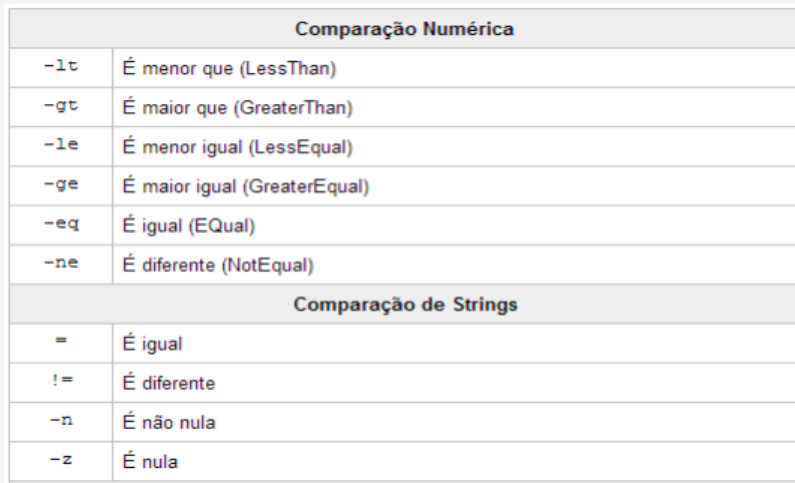 Comparação Numérica
-lt É menor que (LessThan)
-gt É maior que (GreaterThan)
-le É menor igual (LessEqual)
-ge É maior igual (GreaterEqual)
-eq É igual (EQual)
-ne É diferente (NotEqual)
Comparação de Strings
= É igual
!= É diferente
-n É não nula
-z É nula